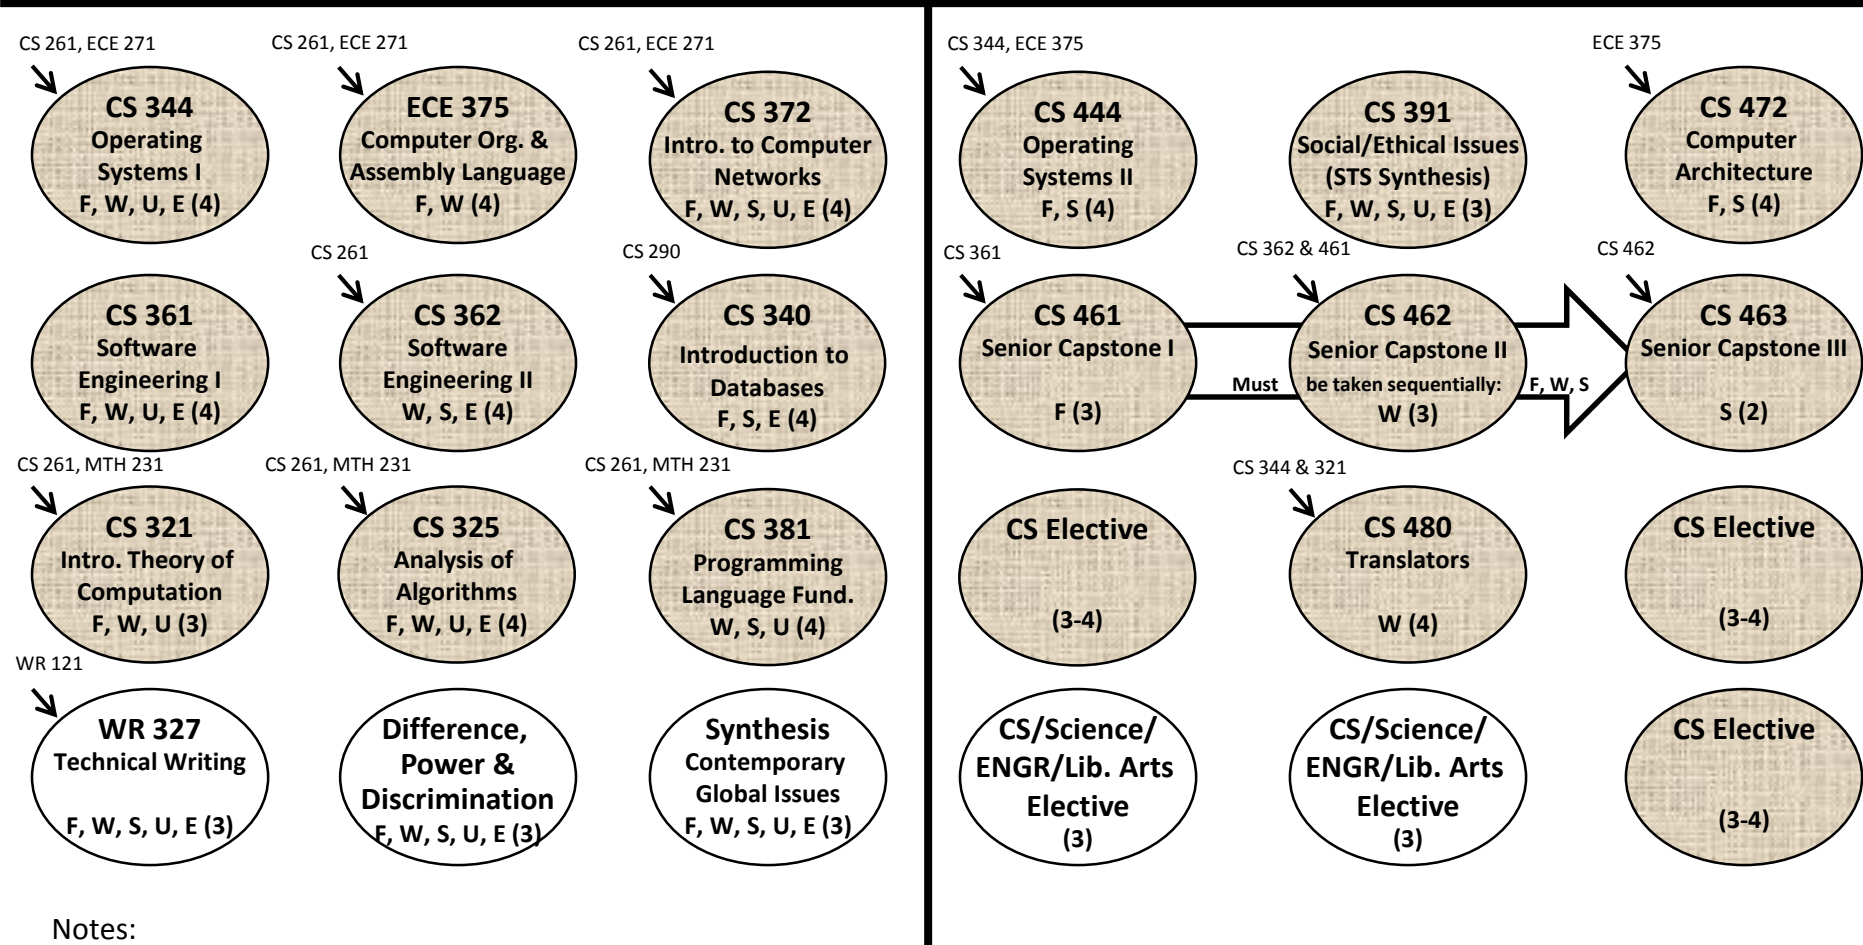 CS 261, ECE 271
CS 344
Operating
Systems I
F, W, U, E (4)
CS 261, ECE 271
ECE 375
Computer Org. &
Assembly Language
F, W (4)
CS 261, ECE 271
CS 372
Intro. to Computer
Networks
F, W, S, U, E (4)
CS 361
Software
Engineering I
F, W, U, E (4)
CS 261
CS 362
Software
Engineering II
W, S, E (4)
CS 290
CS 340
Introduction to
Databases
F, S, E (4)
CS 261, MTH 231
CS 321
Intro. Theory of
Computation
F, W, U (3)
CS 261, MTH 231
CS 325
Analysis of
Algorithms
F, W, U, E (4)
CS 261, MTH 231
CS 381
Programming
Language Fund.
W, S, U (4)
WR 121
WR 327
Technical Writing
F, W, S, U, E (3)
Difference,
Power &
Discrimination
F, W, S, U, E (3)
Synthesis
Contemporary
Global Issues
F, W, S, U, E (3)
Notes:
CS 344, ECE 375
CS 444
Operating
Systems II
F, S (4)
CS 391
Social/Ethical Issues
(STS Synthesis)
F, W, S, U, E (3)
ECE 375
CS 472
Computer
Architecture
F, S (4)
CS 361
CS 461
Senior Capstone I
F (3)
CS 362 & 461
CS 462
Senior Capstone II
Must be taken sequentially: F, W, S
W (3)
CS 462
CS 463
Senior Capstone III
S (2)
CS Elective
(3-4)
CS 344 & 321
CS 480
Translators
W (4)
CS Elective
(3-4)
CS/Science/
ENGR/Lib. Arts
Elective
(3)
CS/Science/
ENGR/Lib. Arts
Elective
(3)
CS Elective
(3-4)